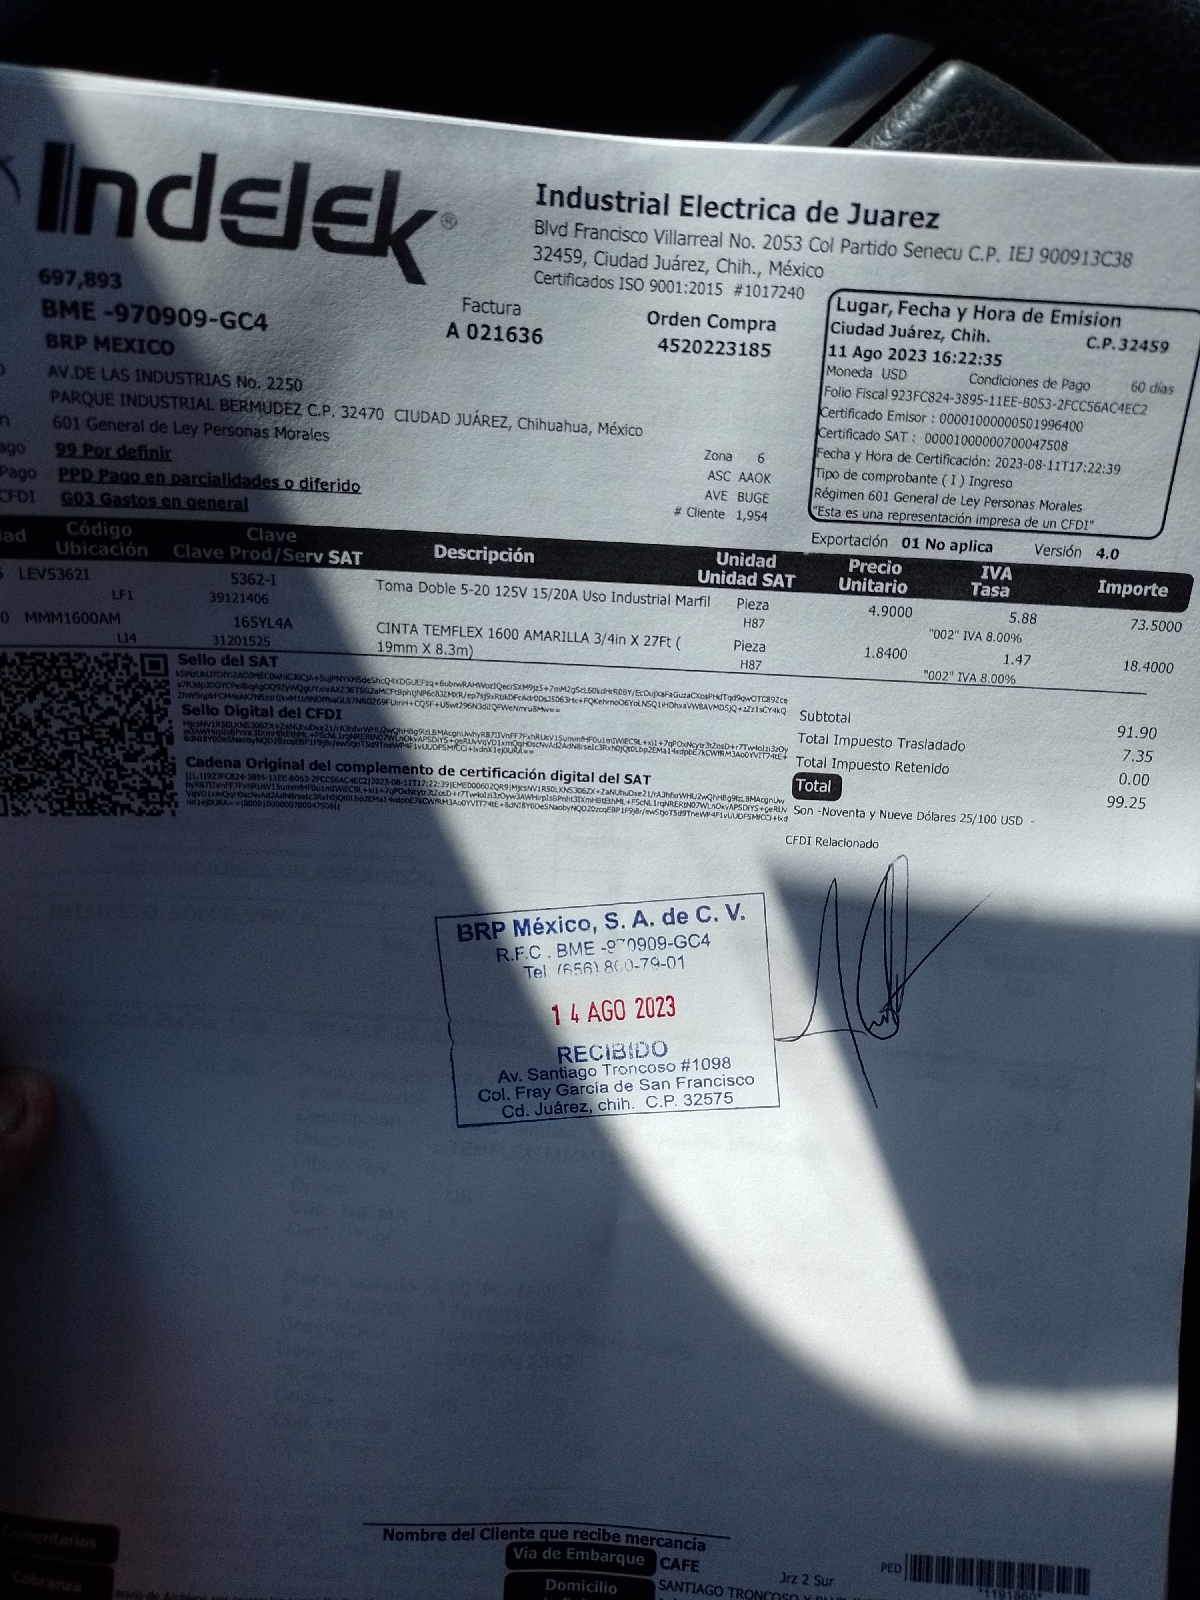 Indelek®
Industrial Electrica de Juarez
Blvd Francisco Villarreal No. 2053 Col Partido Senecu C.P. IEJ 900913C38
32459, Ciudad Juárez, Chih., México
Certificados ISO 9001:2015 #1017240
697,893
BME -970909-GC4
BRP MEXICO
AV.DE LAS INDUSTRIAS No. 2250
PARQUE INDUSTRIAL BERMUDEZ C.P. 32470 CIUDAD JUÁREZ, Chihuahua, México
601 General de Ley Personas Morales
99 Por definir
Pago PPD Pago en parcialidades o diferido
CFDI G03 Gastos en general
Factura
A 021636
Orden Compra
4520223185
Zona 6
ASC AAOK
AVE BUGE
# Cliente 1,954
Lugar, Fecha y Hora de Emision
Ciudad Juárez, Chih. C.P. 32459
11 Ago 2023 16:22:35
Moneda USD Condiciones de Pago 60 días
Folio Fiscal 923FC824-3895-11EE-B053-2FCC56AC4EC2
Certificado Emisor : 00001000000501996400
Certificado SAT : 00001000000700047508
Fecha y Hora de Certificación: 2023-08-11T17:22:39
Tipo de comprobante ( I ) Ingreso
Régimen 601 General de Ley Personas Morales
"Esta es una representación impresa de un CFDI"
Exportación 01 No aplica Versión 4.0
Código Clave Descripción Unidad Precio IVA Importe
Ubicación Clave Prod/Serv SAT Unidad SAT Unitario Tasa
LEV53621 5362-I Toma Doble 5-20 125V 15/20A Uso Industrial Marfil Pieza 4.9000 5.88 73.5000
LF1 39121406 H87 "002" IVA 8.00%
MMM1600AM 165YL4A CINTA TEMFLEX 1600 AMARILLA 3/4in X 27Ft ( Pieza 1.8400 1.47 18.4000
LI4 31201525 19mm X 8.3m) H87 "002" IVA 8.00%
Sello del SAT
Sello Digital del CFDI
Cadena Original del complemento de certificación digital del SAT
Subtotal 91.90
Total Impuesto Trasladado 7.35
Total Impuesto Retenido 0.00
Total 99.25
Son -Noventa y Nueve Dólares 25/100 USD -
CFDI Relacionado
BRP México, S. A. de C. V.
R.F.C . BME -970909-GC4
Tel (656) 800-79-01
14 AGO 2023
RECIBIDO
Av. Santiago Troncoso #1098
Col. Fray García de San Francisco
Cd. Juárez, chih. C.P. 32575
Nombre del Cliente que recibe mercancía
Comentarios
Cobranza
Vía de Embarque CAFE
Domicilio SANTIAGO TRONCOSO
Jrz 2 Sur
PED